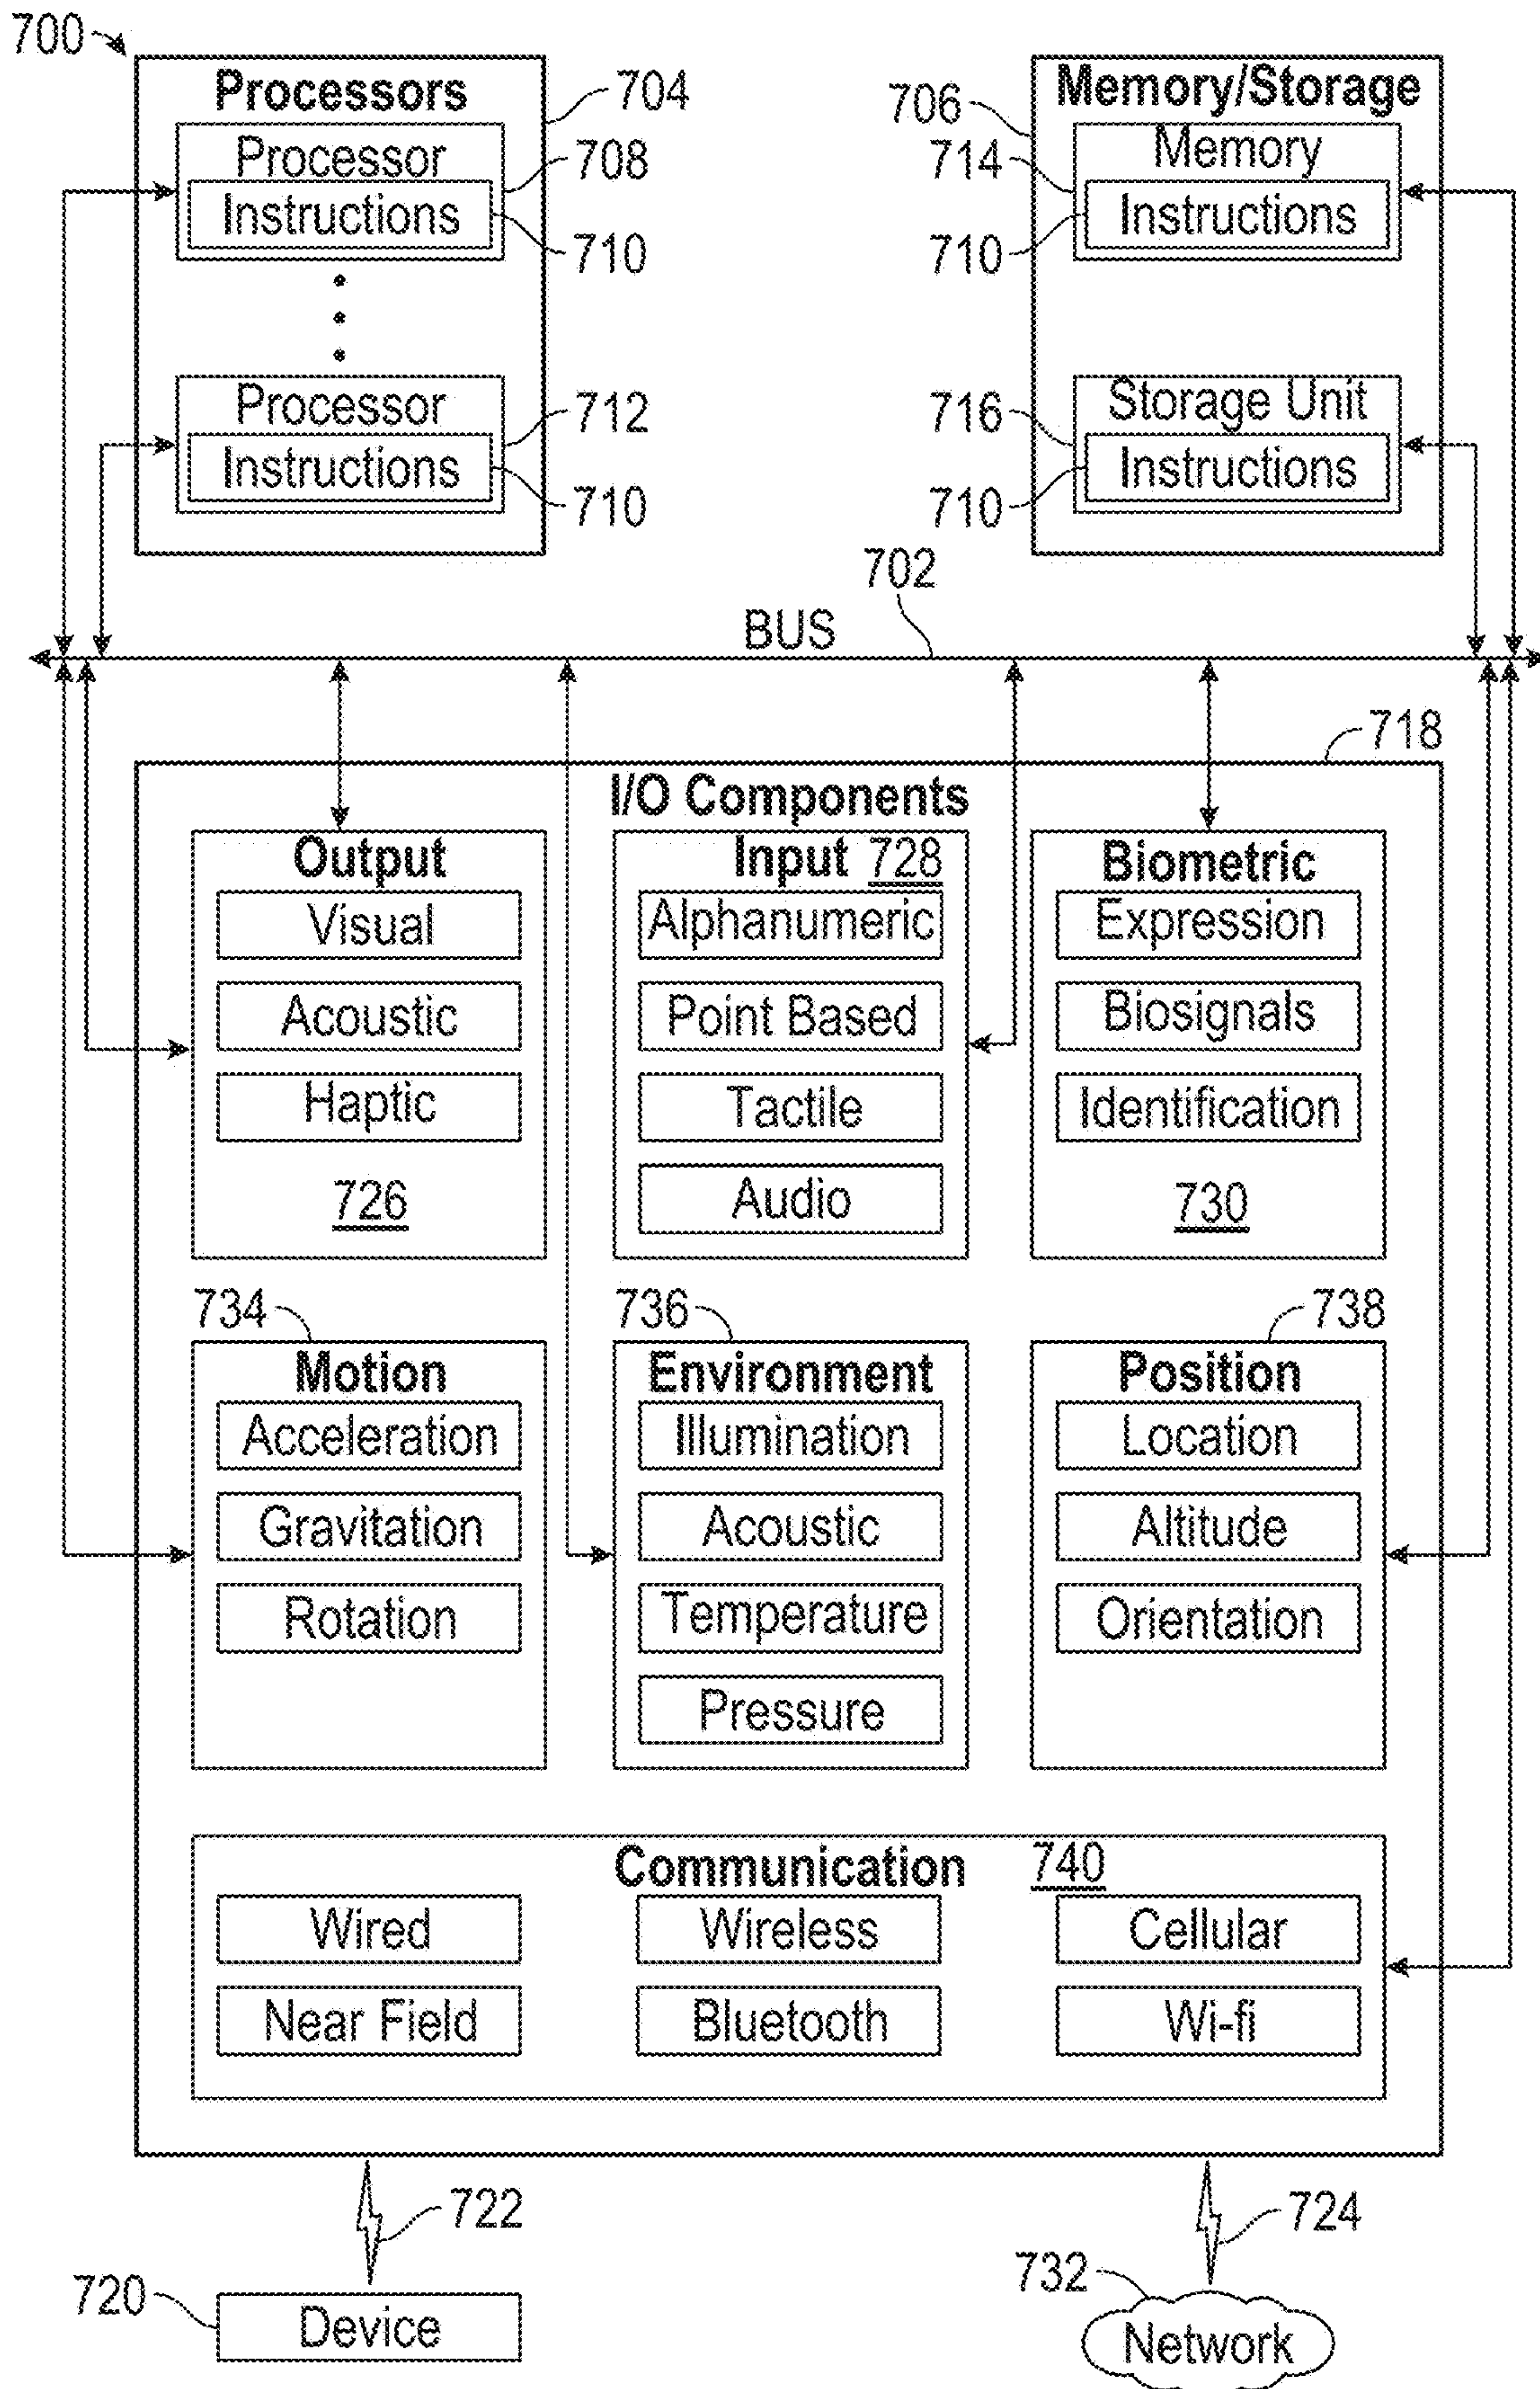 700
Processors
704
Processor
708
Instructions
710
Processor
712
Instructions
710
Memory/Storage
706
Memory
714
Instructions
710
Storage Unit
716
Instructions
710
702
BUS
718
I/O Components
Output
Visual
Acoustic
Haptic
726
Input 728
Alphanumeric
Point Based
Tactile
Audio
Biometric
Expression
Biosignals
Identification
730
734
Motion
Acceleration
Gravitation
Rotation
736
Environment
Illumination
Acoustic
Temperature
Pressure
738
Position
Location
Altitude
Orientation
Communication 740
Wired
Wireless
Cellular
Near Field
Bluetooth
Wi-fi
722
724
720
Device
732
Network